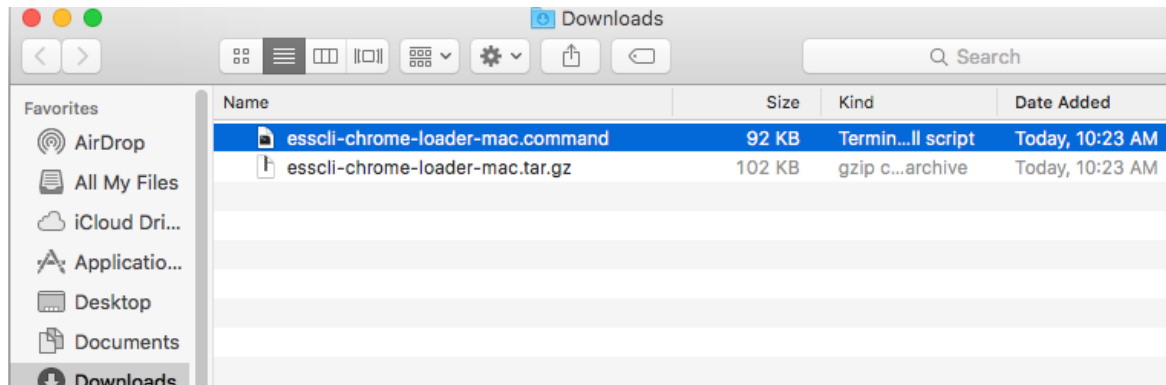 Downloads
Search
Favorites
AirDrop
All My Files
iCloud Dri...
Applicatio...
Desktop
Documents
Downloads
Name Size Kind Date Added
esscli-chrome-loader-mac.command 92 KB Termin...ll script Today, 10:23 AM
esscli-chrome-loader-mac.tar.gz 102 KB gzip c...archive Today, 10:23 AM